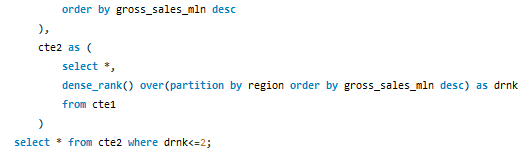 order by gross_sales_mln desc
),
cte2 as (
select *,
dense_rank() over(partition by region order by gross_sales_mln desc) as drnk
from cte1
)
select * from cte2 where drnk<=2;